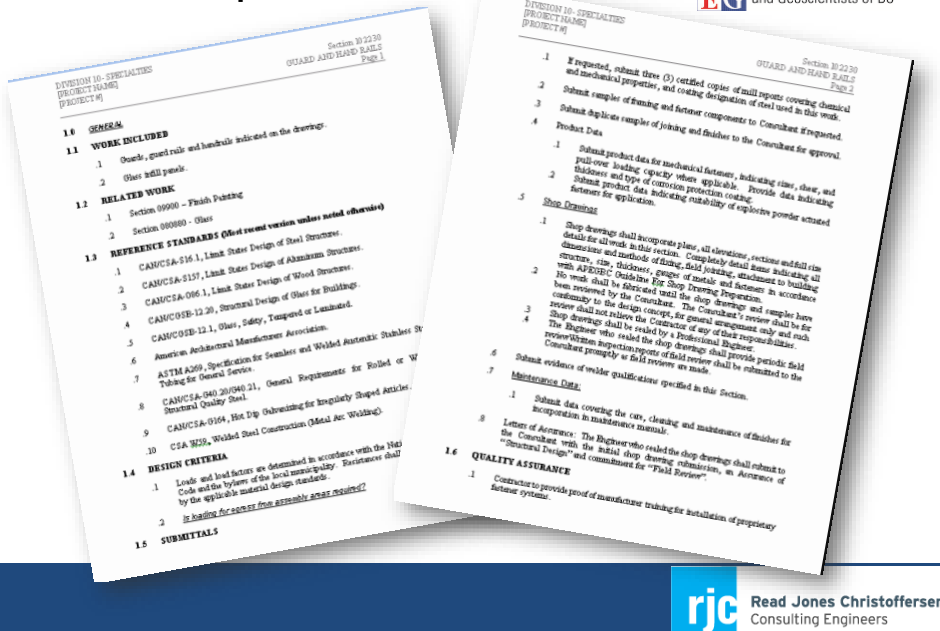 and Geoscientists of BC
DIVISION 10 - SPECIALTIES
[PROJECT NAME]
[PROJECT #]
Section 102230
GUARD AND HAND RAILS
Page 1
1.0 GENERAL
1.1 WORK INCLUDED
.1 Guards, guard rails and handrails indicated on the drawings.
.2 Glass infill panels.
1.2 RELATED WORK
.1 Section 09900 – Finish Painting
.2 Section 080080 - Glass
1.3 REFERENCE STANDARDS (Most recent version unless noted otherwise)
.1 CAN/CSA-S16.1, Limit States Design of Steel Structures.
.2 CAN/CSA-S157, Limit States Design of Aluminum Structures.
.3 CAN/CSA-O86.1, Limit States Design of Wood Structures.
.4 CAN/CGSB-12.20, Structural Design of Glass for Buildings.
.5 CAN/CGSB-12.1, Glass, Safety, Tempered or Laminated.
.6 American Architectural Manufacturers Association.
.7 ASTM A269, Specification for Seamless and Welded Austenitic Stainless
Tubing for General Service.
.8 CAN/CSA-G40.20/G40.21, General Requirements for Rolled or
Structural Quality Steel.
.9 CAN/CSA-G164, Hot Dip Galvanizing for Irregularly Shaped Articles.
.10 CSA W59, Welded Steel Construction (Metal Arc Welding).
1.4 DESIGN CRITERIA
.1 Loads and load factors are determined in accordance with the
Code and the bylaws of the local municipality. Resistances shall
by the applicable material design standards.
.2 Is loading for egress from assembly areas required?
1.5 SUBMITTALS
DIVISION 10 - SPECIALTIES
[PROJECT NAME]
[PROJECT #]
Section 102230
GUARD AND HAND RAILS
Page 2
.1 If requested, submit three (3) certified copies of mill reports covering chemical
and mechanical properties, and coating designation of steel used in this work.
.2 Submit samples of framing and fastener components to Consultant if requested.
.3 Submit duplicate samples of joining and finishes to the Consultant for approval.
.4 Product Data
.1 Submit product data for mechanical fasteners, indicating sizes, shear, and
pull-over loading capacity where applicable. Provide data indicating
thickness and type of corrosion protection coating.
.2 Submit product data indicating suitability of explosive powder actuated
fasteners for application.
.5 Shop Drawings
.1 Shop drawings shall incorporate plans, all elevations, sections and full size
details for all work in this section. Completely detail items indicating all
dimensions and methods of fixing, field jointing, attachment to building
structure, size, thickness, gauges of metals and fasteners in accordance
with APEGBC Guideline For Shop Drawing Preparation.
.2 No work shall be fabricated until the shop drawings and samples have
been reviewed by the Consultant. The Consultant's review shall be for
conformity to the design concept, for general arrangement only and such
review shall not relieve the Contractor of any of their responsibilities.
.3 Shop drawings shall be sealed by a Professional Engineer.
.4 The Engineer who sealed the shop drawings shall provide periodic field
reviewWritten inspection reports of field review shall be submitted to the
Consultant promptly as field reviews are made.
.6 Submit evidence of welder qualifications specified in this Section.
.7 Maintenance Data:
.1 Submit data covering the care, cleaning and maintenance of finishes for
incorporation in maintenance manuals.
.8 Letters of Assurance: The Engineer who sealed the shop drawings shall submit to
the Consultant with the initial shop drawing submission, an Assurance of
"Structural Design" and commitment for "Field Review".
1.6 QUALITY ASSURANCE
.1 Contractor to provide proof of manufacturer training for installation of proprietary
fastener systems.
rjc Read Jones Christoffersen
Consulting Engineers